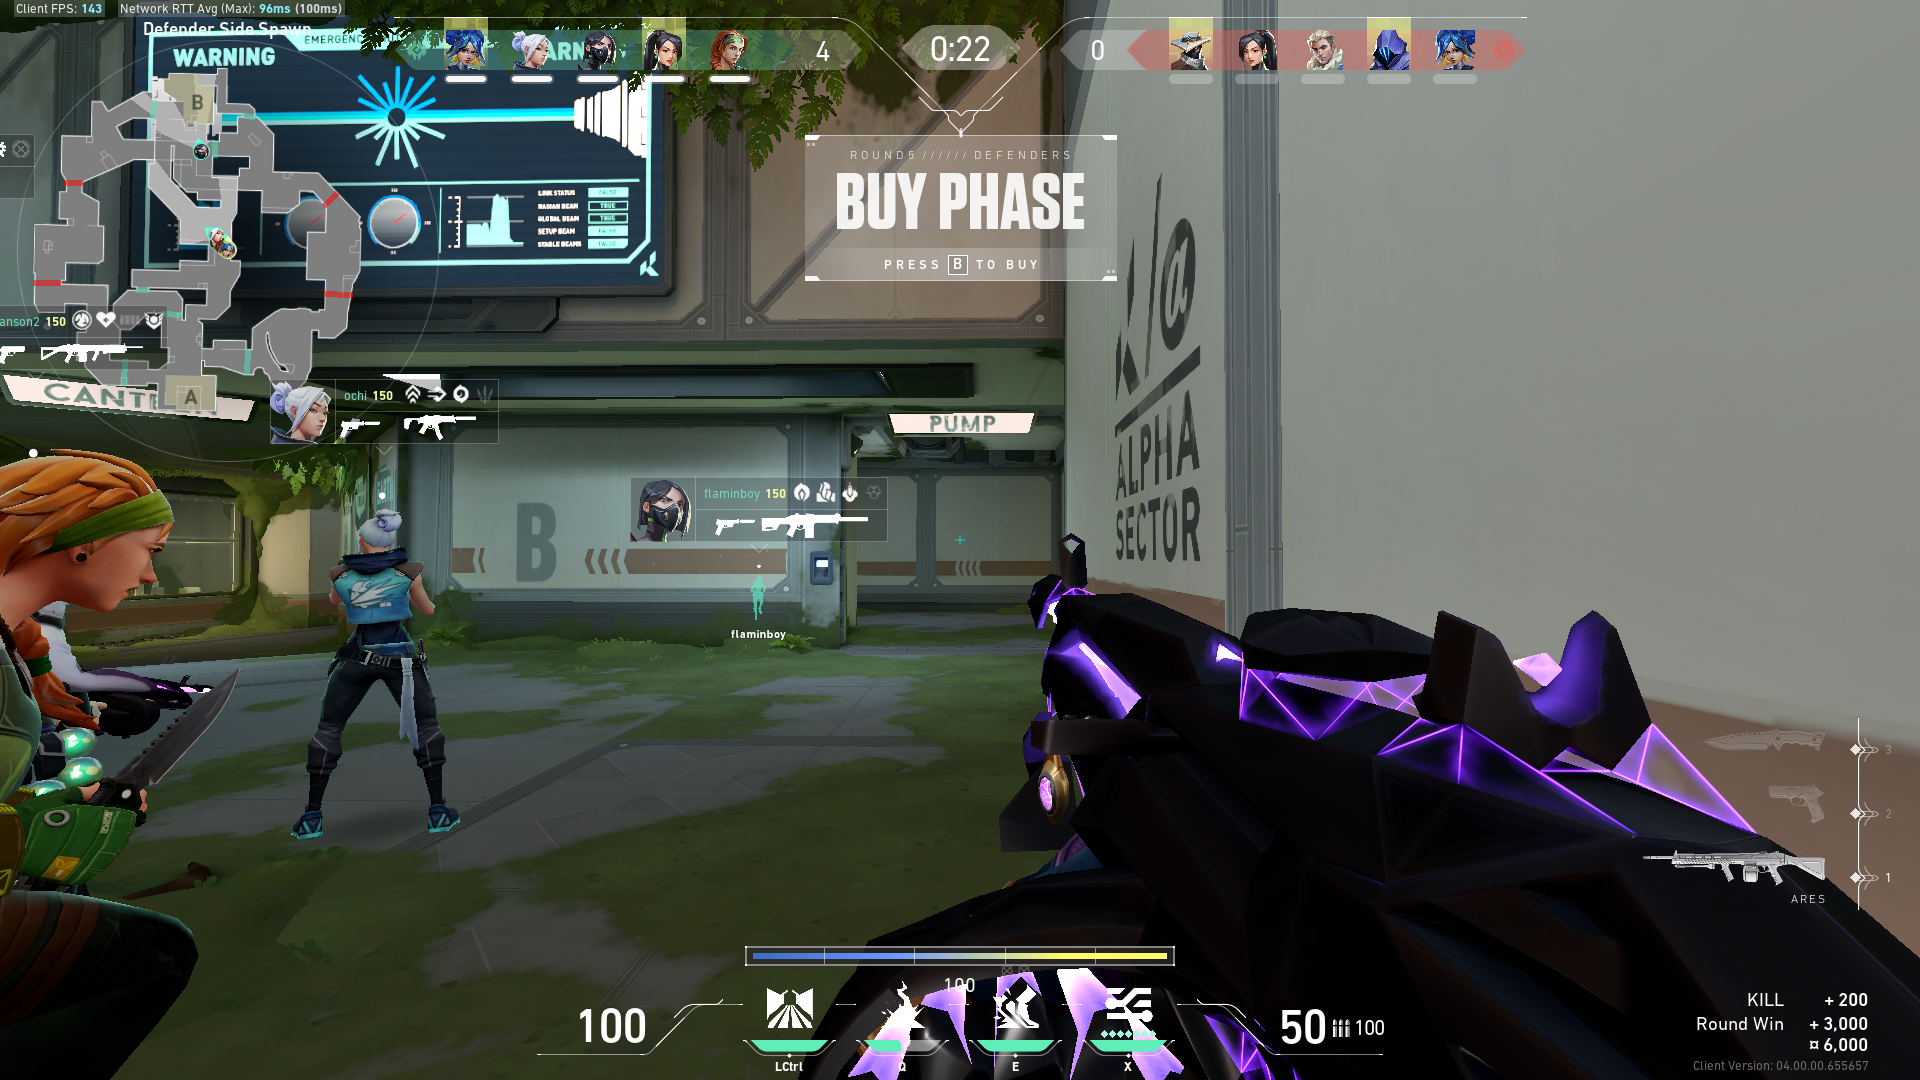 Client FPS: 143
Network RTT Avg (Max): 96ms (100ms)
Defender Side Spawn
EMERGENC
WARNING
4
0:22
0
ROUND 5 ////// DEFENDERS
BUY PHASE
PRESS B TO BUY
B
A
LINK STATUS FALSE
RADIAN BEAM TRUE
GLOBAL BEAM TRUE
SETUP BEAM FALSE
STABLE BEAMS FALSE
anson2 150
CANTE
ochi 150
PUMP
K/a
ALPHA
SECTOR
flaminboy 150
B
flaminboy
3
2
1
ARES
100
100
50 100
LCtrl
Q
E
X
KILL + 200
Round Win + 3,000
¤ 6,000
Client Version: 04.00.00.655657